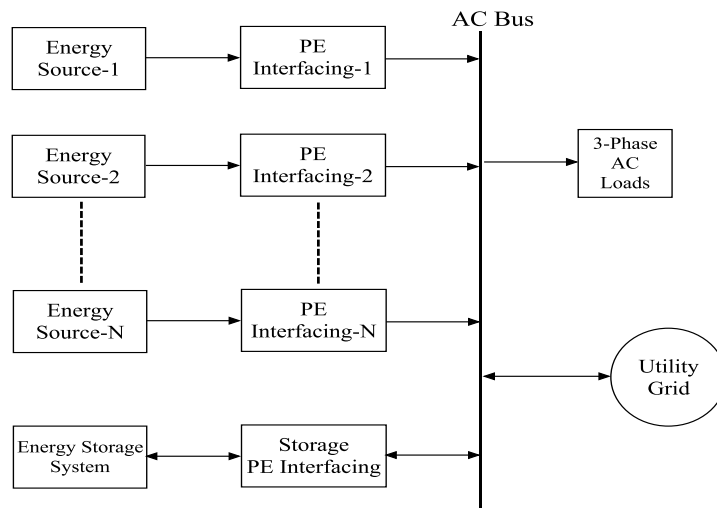 AC Bus
Energy
Source-1
PE
Interfacing-1
Energy
Source-2
PE
Interfacing-2
3-Phase
AC
Loads
Energy
Source-N
PE
Interfacing-N
Utility
Grid
Energy Storage
System
Storage
PE Interfacing